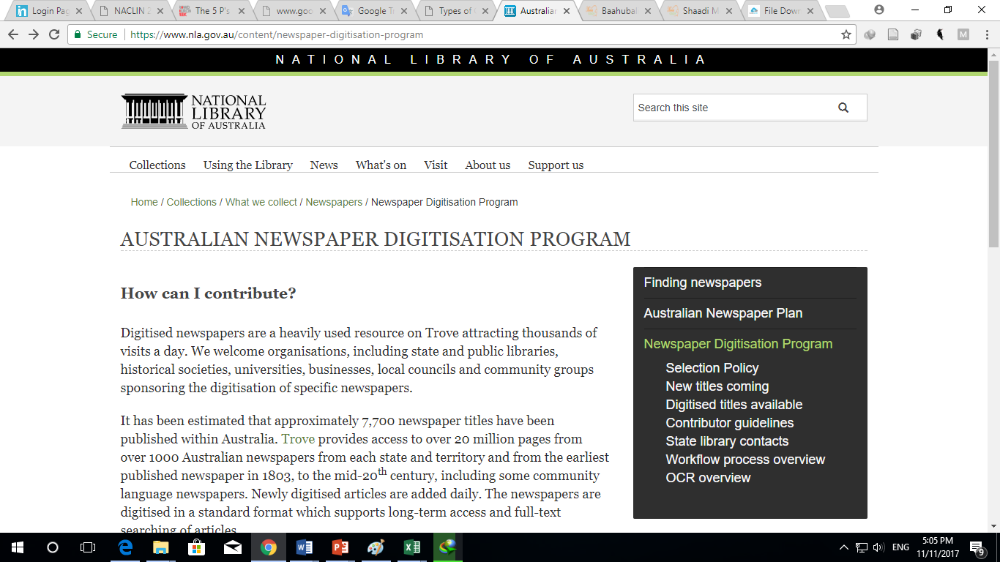 Login Pag
NACLIN 2
The 5 P's
www.goo
Google Tr
Types of
Australian
Baahubal
Shaadi M
File Down
Secure
https://www.nla.gov.au/content/newspaper-digitisation-program
M
NATIONAL LIBRARY OF AUSTRALIA
NATIONAL
LIBRARY
OF AUSTRALIA
Search this site
Collections Using the Library News What's on Visit About us Support us
Home / Collections / What we collect / Newspapers / Newspaper Digitisation Program
AUSTRALIAN NEWSPAPER DIGITISATION PROGRAM
How can I contribute?
Digitised newspapers are a heavily used resource on Trove attracting thousands of
visits a day. We welcome organisations, including state and public libraries,
historical societies, universities, businesses, local councils and community groups
sponsoring the digitisation of specific newspapers.
It has been estimated that approximately 7,700 newspaper titles have been
published within Australia. Trove provides access to over 20 million pages from
over 1000 Australian newspapers from each state and territory and from the earliest
published newspaper in 1803, to the mid-20th century, including some community
language newspapers. Newly digitised articles are added daily. The newspapers are
digitised in a standard format which supports long-term access and full-text
searching of articles.
Finding newspapers
Australian Newspaper Plan
Newspaper Digitisation Program
Selection Policy
New titles coming
Digitised titles available
Contributor guidelines
State library contacts
Workflow process overview
OCR overview
ENG
5:05 PM
11/11/2017
9